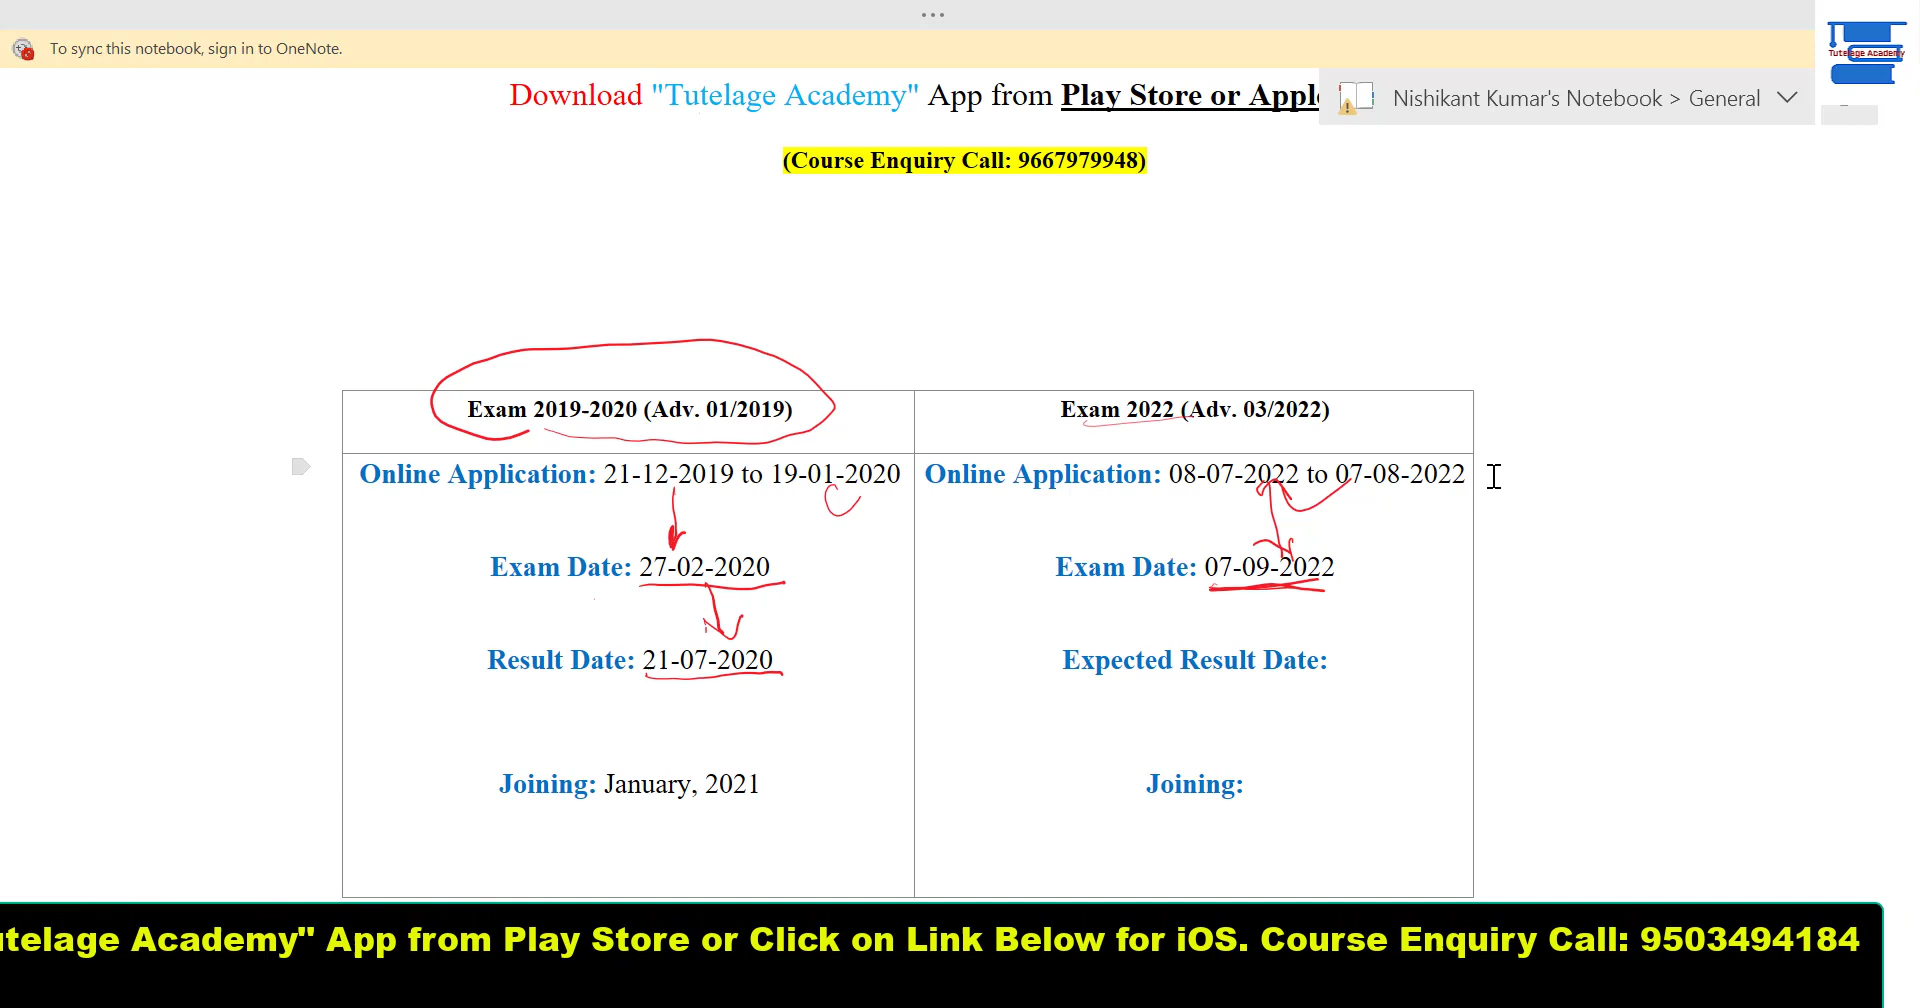 To sync this notebook, sign in to OneNote.
Tutelage Academy
Download "Tutelage Academy" App from Play Store or Apple
Nishikant Kumar's Notebook > General
(Course Enquiry Call: 9667979948)
Exam 2019-2020 (Adv. 01/2019)
Exam 2022 (Adv. 03/2022)
Online Application: 21-12-2019 to 19-01-2020
Online Application: 08-07-2022 to 07-08-2022
Exam Date: 27-02-2020
Exam Date: 07-09-2022
Result Date: 21-07-2020
Expected Result Date:
Joining: January, 2021
Joining:
utelage Academy" App from Play Store or Click on Link Below for iOS. Course Enquiry Call: 9503494184